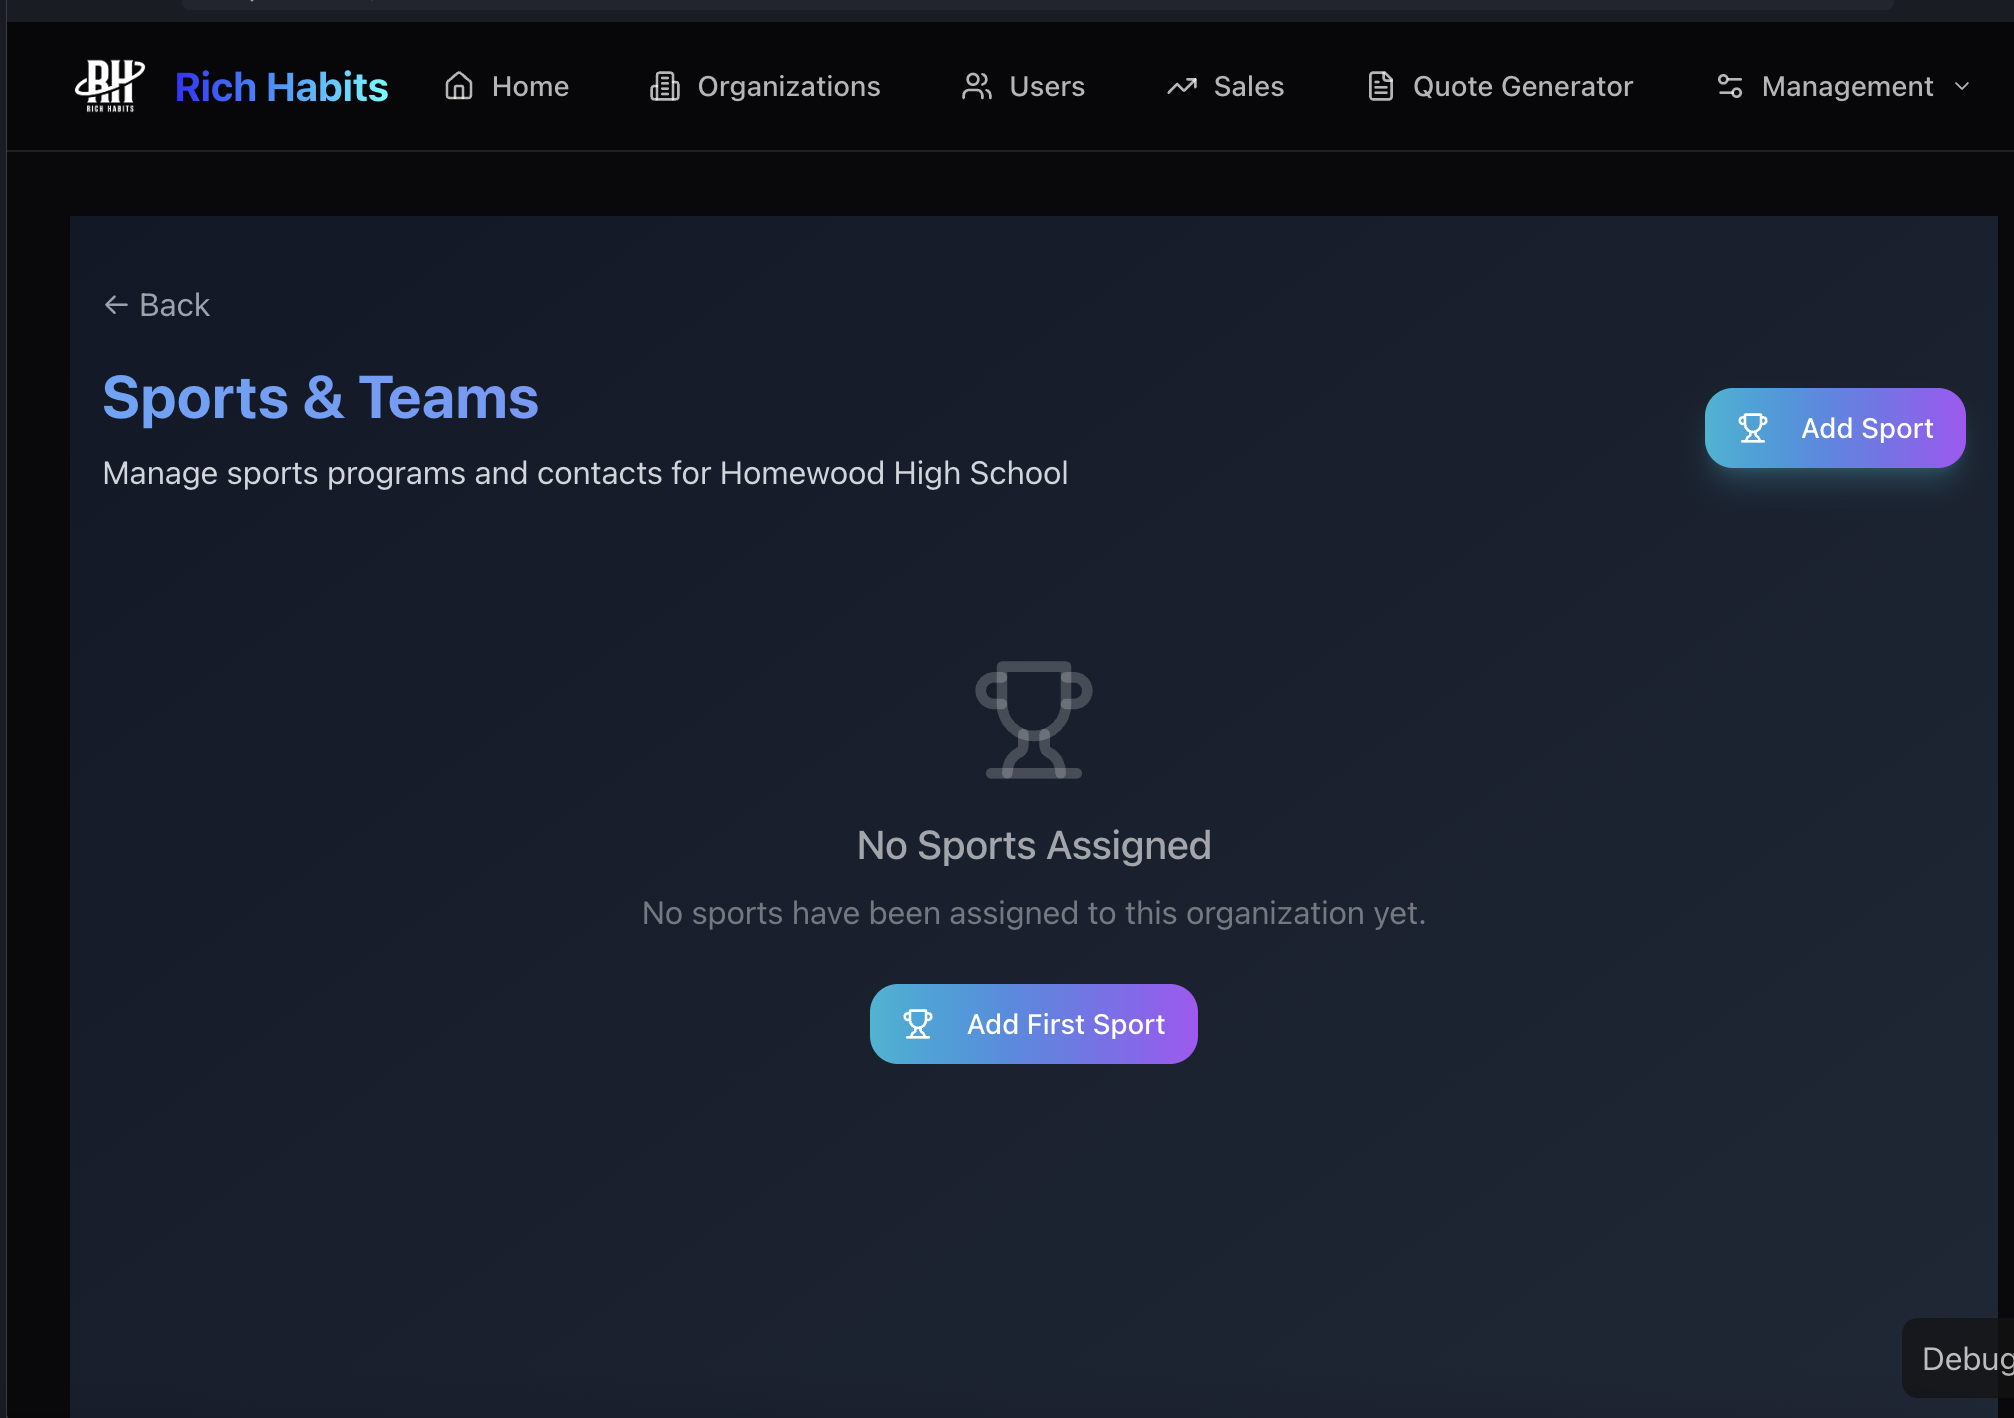 RH
RICH HABITS
Rich Habits
Home
Organizations
Users
Sales
Quote Generator
Management
Back
Sports & Teams
Add Sport
Manage sports programs and contacts for Homewood High School
No Sports Assigned
No sports have been assigned to this organization yet.
Add First Sport
Debug